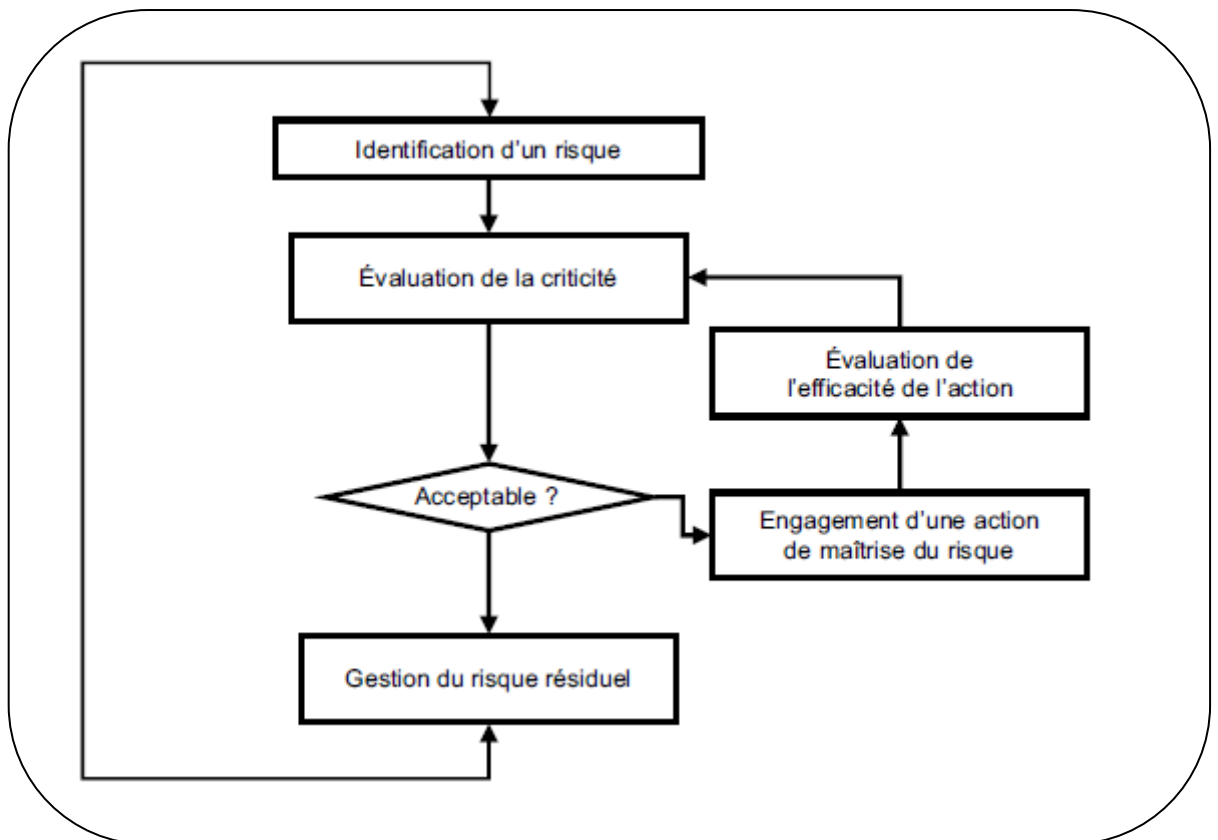 Identification d'un risque
Évaluation de la criticité
Évaluation de
l'efficacité de l'action
Acceptable ?
Engagement d'une action
de maîtrise du risque
Gestion du risque résiduel